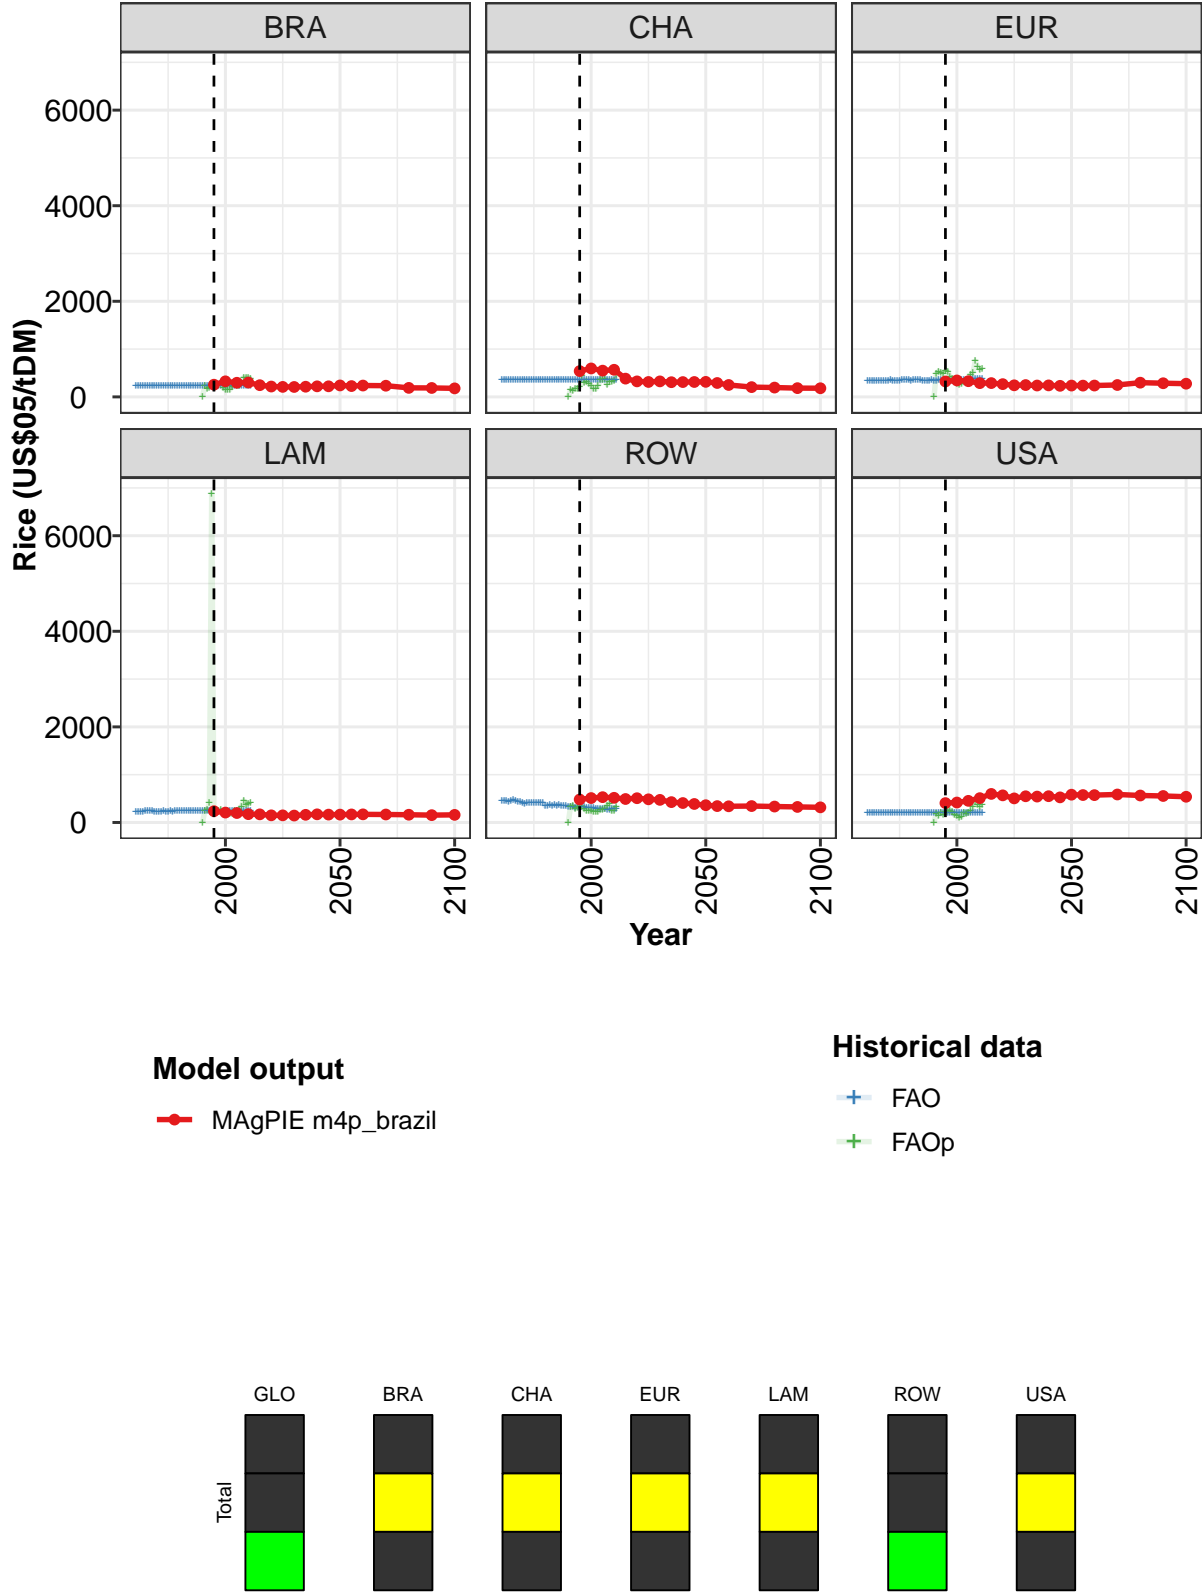 BRA CHA EUR
6000
4000
2000
0
LAM ROW USA
6000
4000
2000
0
Rice (US$05/tDM)
2000 2050 2100 2000 2050 2100 2000 2050 2100
Year
Model output
MAgPIE m4p_brazil
Historical data
FAO
FAOp
GLO BRA CHA EUR LAM ROW USA
Total